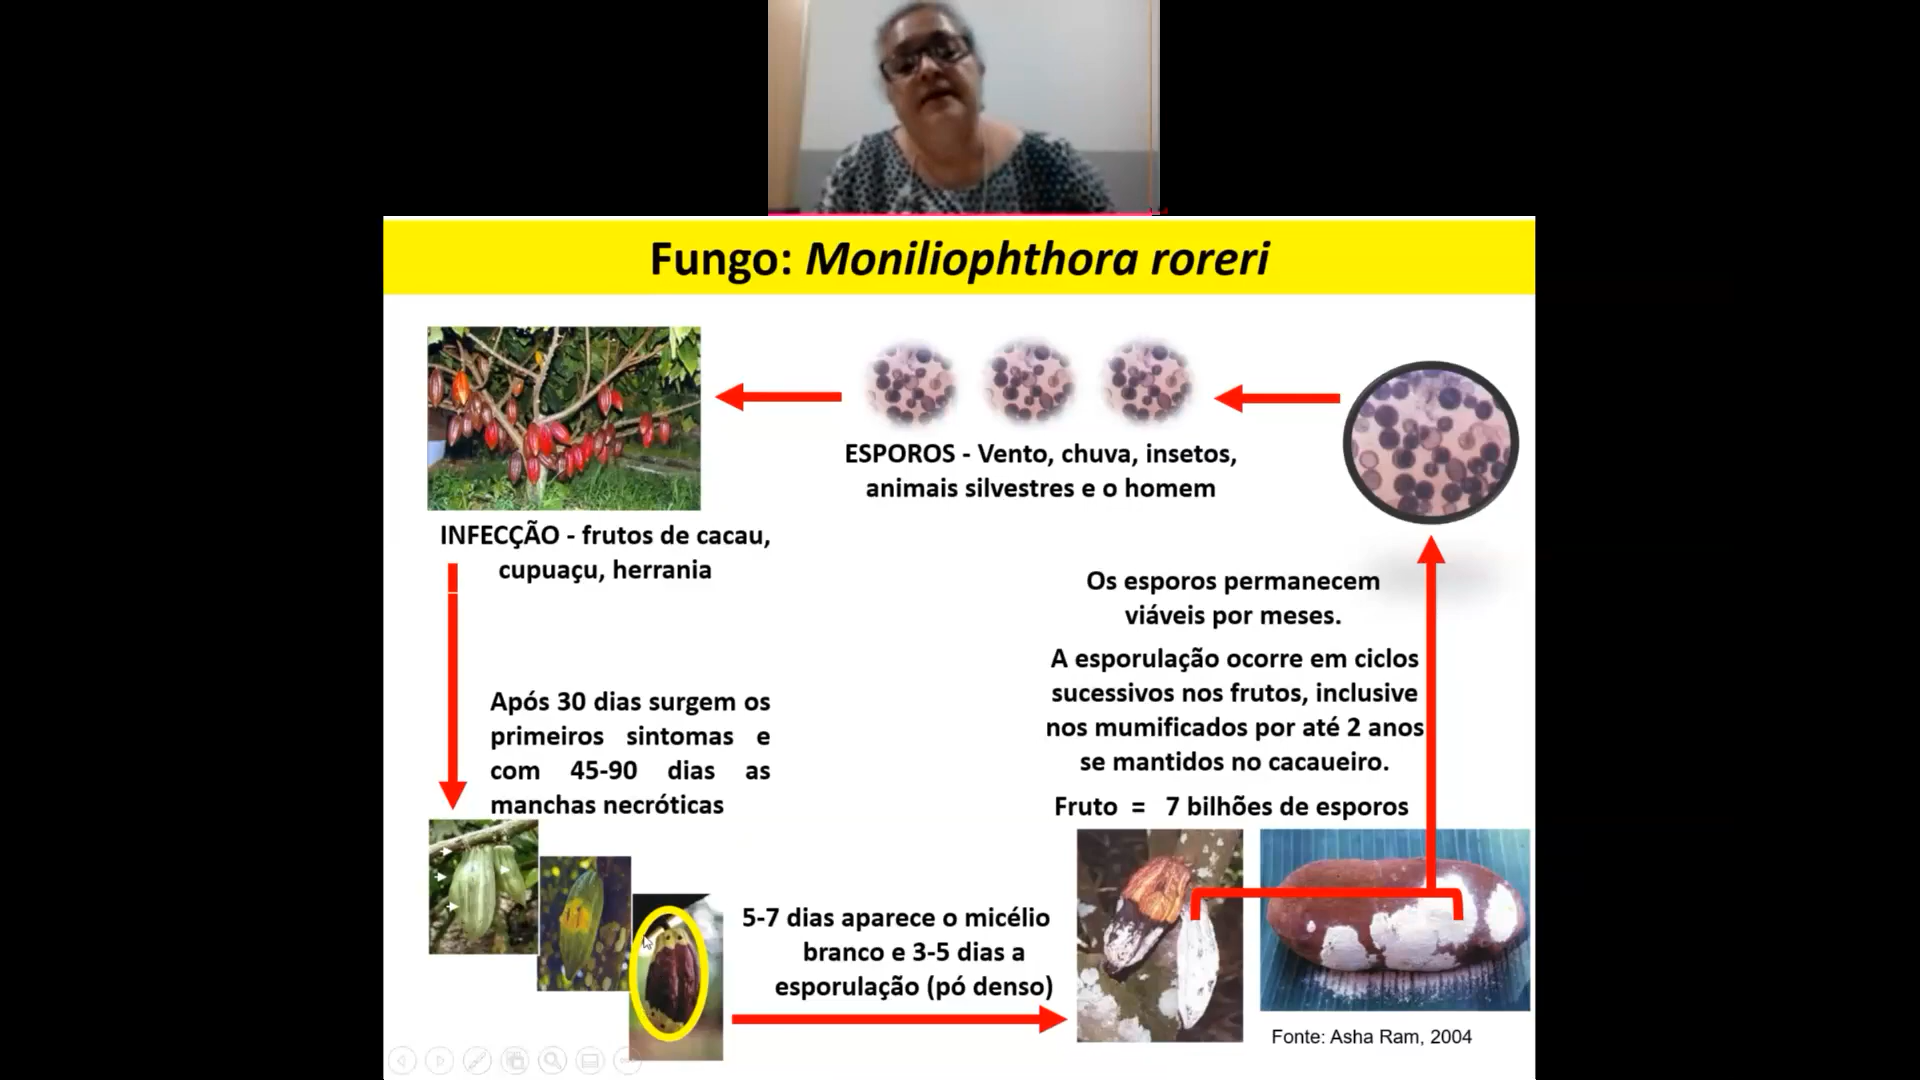 Fungo: Moniliophthora roreri
ESPOROS - Vento, chuva, insetos,
animais silvestres e o homem
INFECÇÃO - frutos de cacau,
cupuaçu, herrania
Os esporos permanecem
viáveis por meses.
A esporulação ocorre em ciclos
sucessivos nos frutos, inclusive
nos mumificados por até 2 anos
se mantidos no cacaueiro.
Fruto = 7 bilhões de esporos
Após 30 dias surgem os
primeiros sintomas e
com 45-90 dias as
manchas necróticas
5-7 dias aparece o micélio
branco e 3-5 dias a
esporulação (pó denso)
Fonte: Asha Ram, 2004